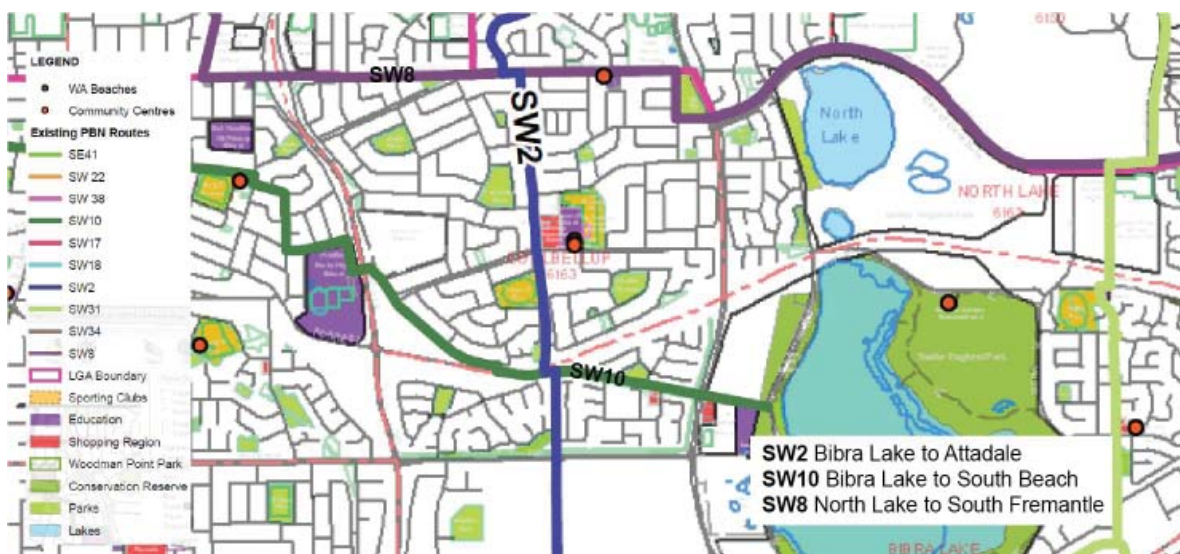 LEGEND
WA Beaches
Community Centres
Existing PBN Routes
SE41
SW 22
SW 38
SW10
SW17
SW18
SW2
SW31
SW34
SW8
LGA Boundary
Sporting Clubs
Education
Shopping Region
Woodman Point Park
Conservation Reserve
Parks
Lakes
SW8
SW2
SW10
North
Lake
NORTH LAKE
6163
BIBRA LAKE
SW2 Bibra Lake to Attadale
SW10 Bibra Lake to South Beach
SW8 North Lake to South Fremantle